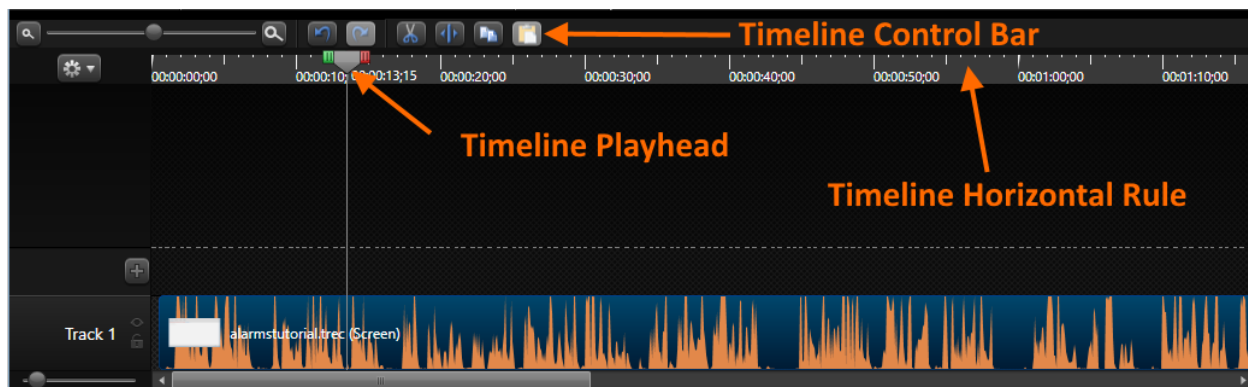 Timeline Control Bar
00:00:00;00 00:00:10; 00:00:13;15 00:00:20;00 00:00:30;00 00:00:40;00 00:00:50;00 00:01:00;00 00:01:10;00
Timeline Playhead
Timeline Horizontal Rule
Track 1 alarmstutorial.trec (Screen)